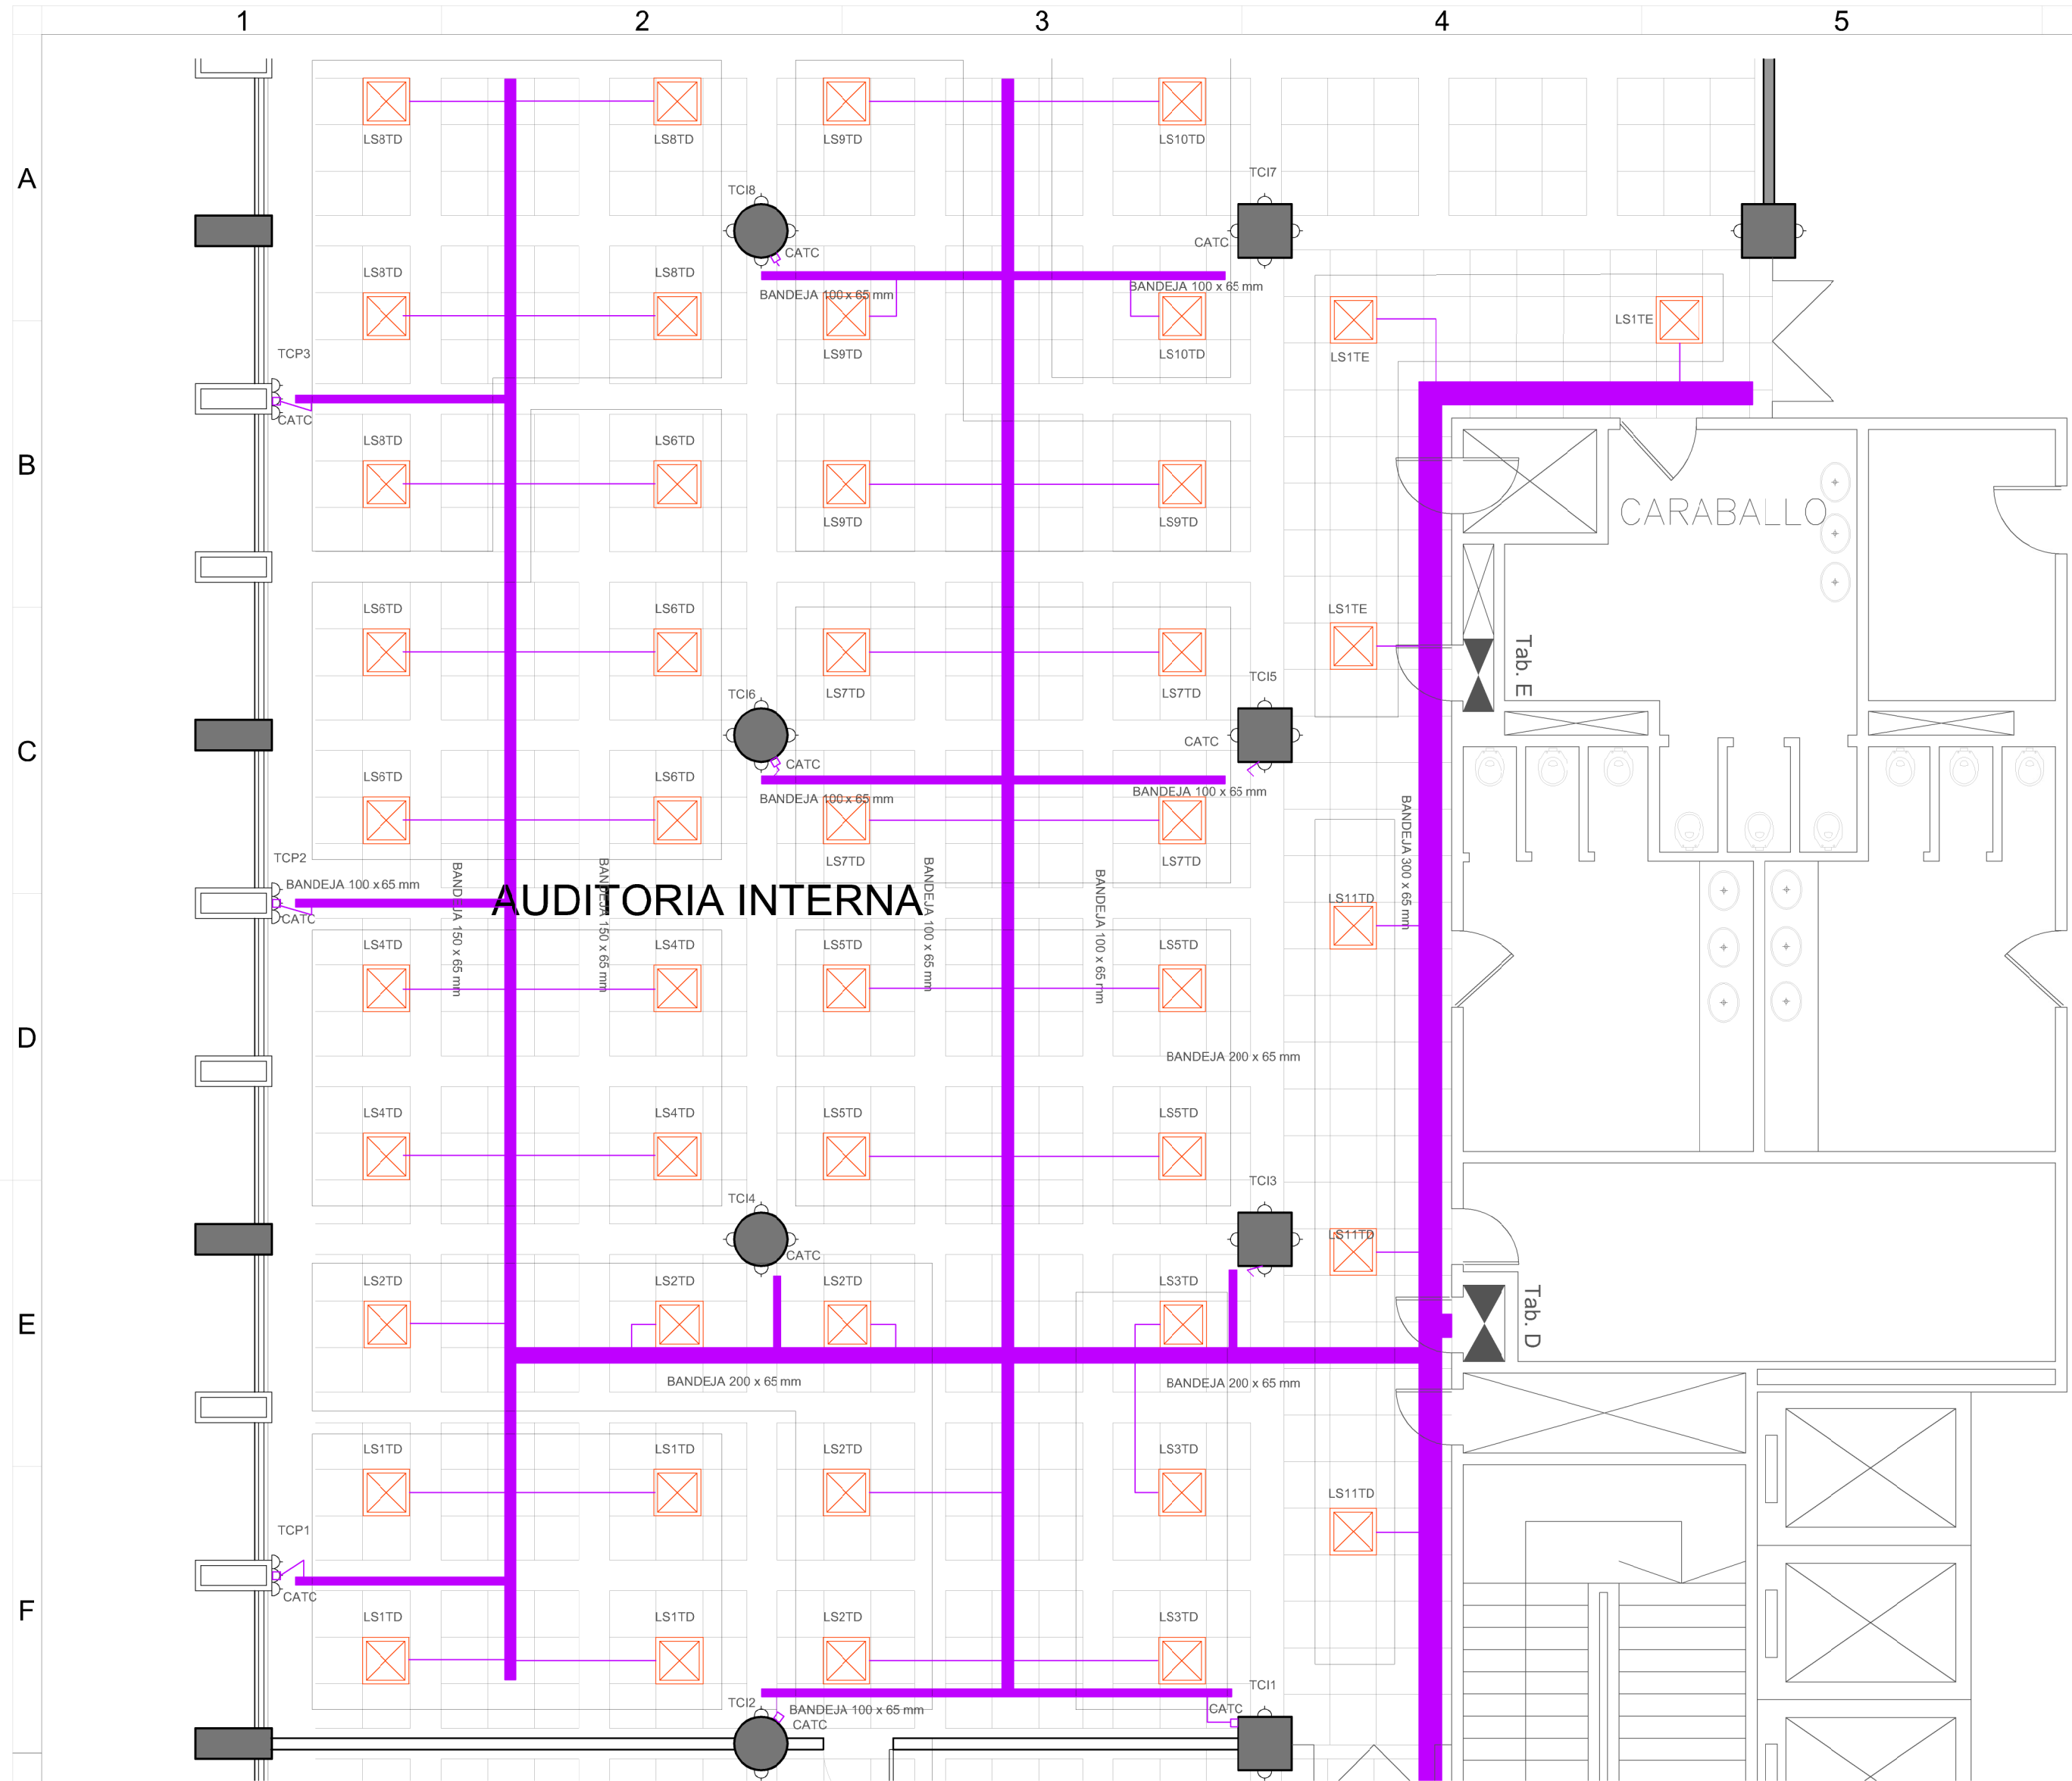 1 2 3 4 5
LS8TD LS8TD LS9TD LS10TD
A
TCI7
TCI8
CATC
CATC
LS8TD LS8TD
BANDEJA 100 x 65 mm
BANDEJA 100 x 65 mm
LS1TE
TCP3
LS9TD LS10TD
LS1TE
CATC
LS8TD LS6TD
B
CARABALLO
LS9TD LS9TD
LS6TD LS6TD
LS1TE
Tab. E
TCI5
TCI6
LS7TD LS7TD
CATC
C
CATC
LS6TD LS6TD
BANDEJA 100 x 65 mm
BANDEJA 100 x 65 mm
BANDEJA 300 x 65 mm
TCP2
LS7TD LS7TD
BANDEJA 100 x 65 mm
AUDITORIA INTERNA
LS11TD
CATC
BANDEJA 150 x 65 mm
BANDEJA 150 x 65 mm
BANDEJA 100 x 65 mm
BANDEJA 100 x 65 mm
LS4TD LS4TD LS5TD LS5TD
D
BANDEJA 200 x 65 mm
LS4TD LS4TD LS5TD LS5TD
TCI3
TCI4
LS11TD
CATC
LS2TD LS2TD LS2TD LS3TD
Tab. D
E
BANDEJA 200 x 65 mm
BANDEJA 200 x 65 mm
LS1TD LS1TD LS2TD LS3TD
LS11TD
TCP1
CATC
F
LS1TD LS1TD LS2TD LS3TD
TCI1
TCI2
BANDEJA 100 x 65 mm
CATC
CATC